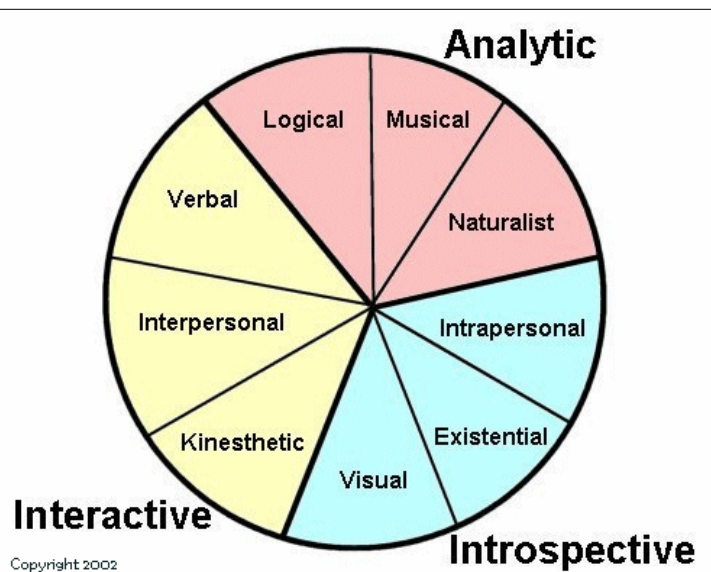 Analytic
Logical
Musical
Naturalist
Verbal
Interpersonal
Kinesthetic
Intrapersonal
Existential
Visual
Interactive
Introspective
Copyright 2002